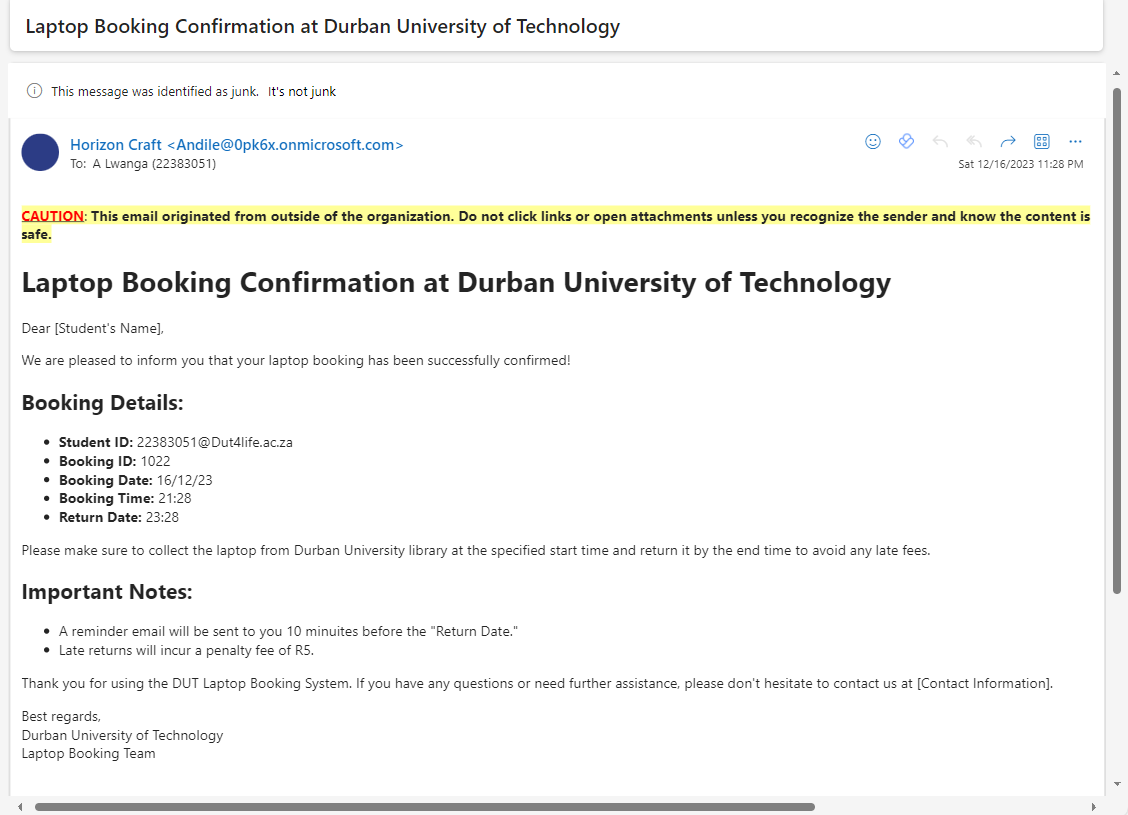 Laptop Booking Confirmation at Durban University of Technology
This message was identified as junk. It's not junk
Horizon Craft <Andile@0pk6x.onmicrosoft.com>
To: A Lwanga (22383051)
Sat 12/16/2023 11:28 PM
CAUTION: This email originated from outside of the organization. Do not click links or open attachments unless you recognize the sender and know the content is
safe.
Laptop Booking Confirmation at Durban University of Technology
Dear [Student's Name],
We are pleased to inform you that your laptop booking has been successfully confirmed!
Booking Details:
• Student ID: 22383051@Dut4life.ac.za
• Booking ID: 1022
• Booking Date: 16/12/23
• Booking Time: 21:28
• Return Date: 23:28
Please make sure to collect the laptop from Durban University library at the specified start time and return it by the end time to avoid any late fees.
Important Notes:
• A reminder email will be sent to you 10 minuites before the "Return Date."
• Late returns will incur a penalty fee of R5.
Thank you for using the DUT Laptop Booking System. If you have any questions or need further assistance, please don't hesitate to contact us at [Contact Information].
Best regards,
Durban University of Technology
Laptop Booking Team